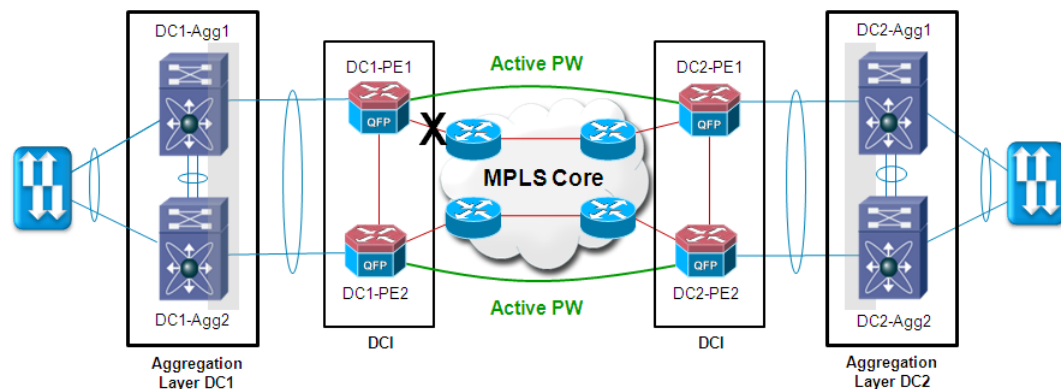 DC1-Agg1
DC1-PE1
Active PW
DC2-PE1
DC2-Agg1
QFP
X
QFP
MPLS Core
QFP
QFP
DC1-Agg2
DC1-PE2
Active PW
DC2-PE2
DC2-Agg2
DCI
DCI
Aggregation
Layer DC1
Aggregation
Layer DC2